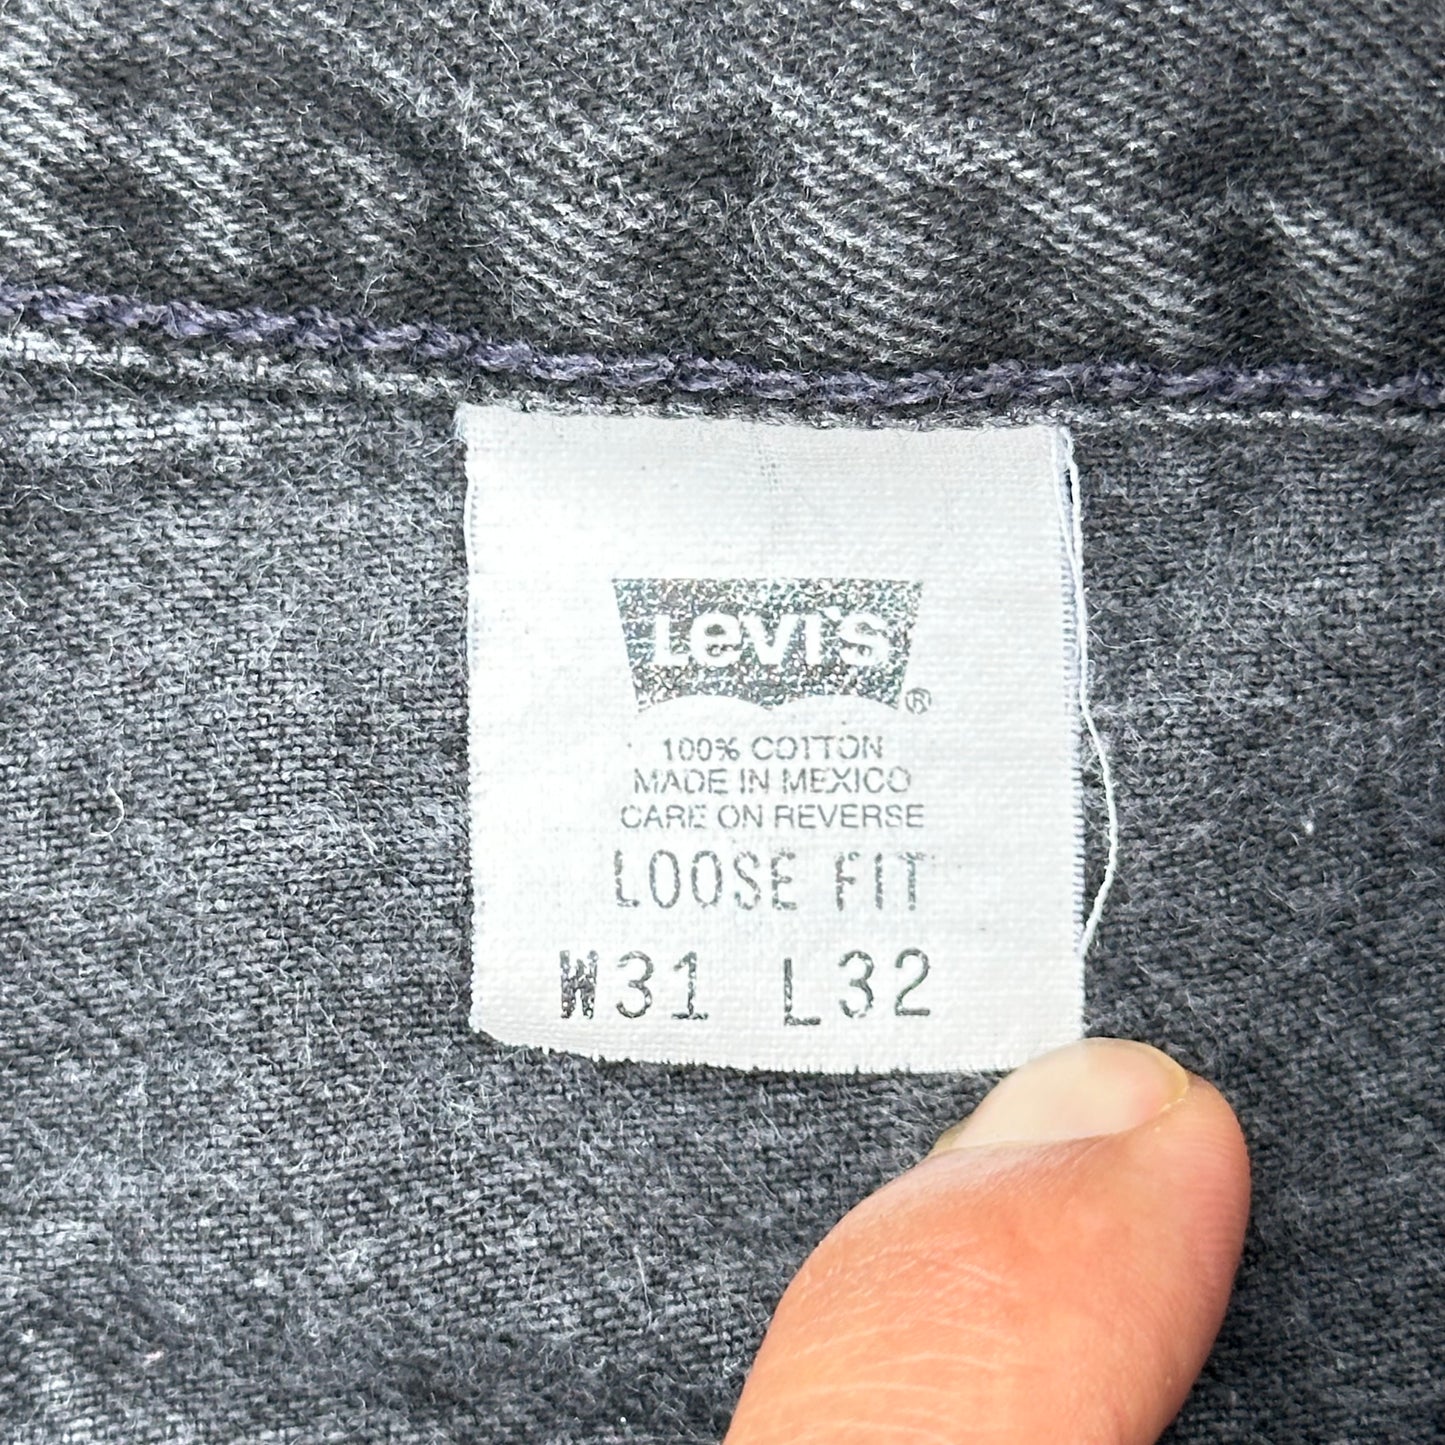 Levi's®
100% COTTON
MADE IN MEXICO
CARE ON REVERSE
LOOSE FIT
W31 L32